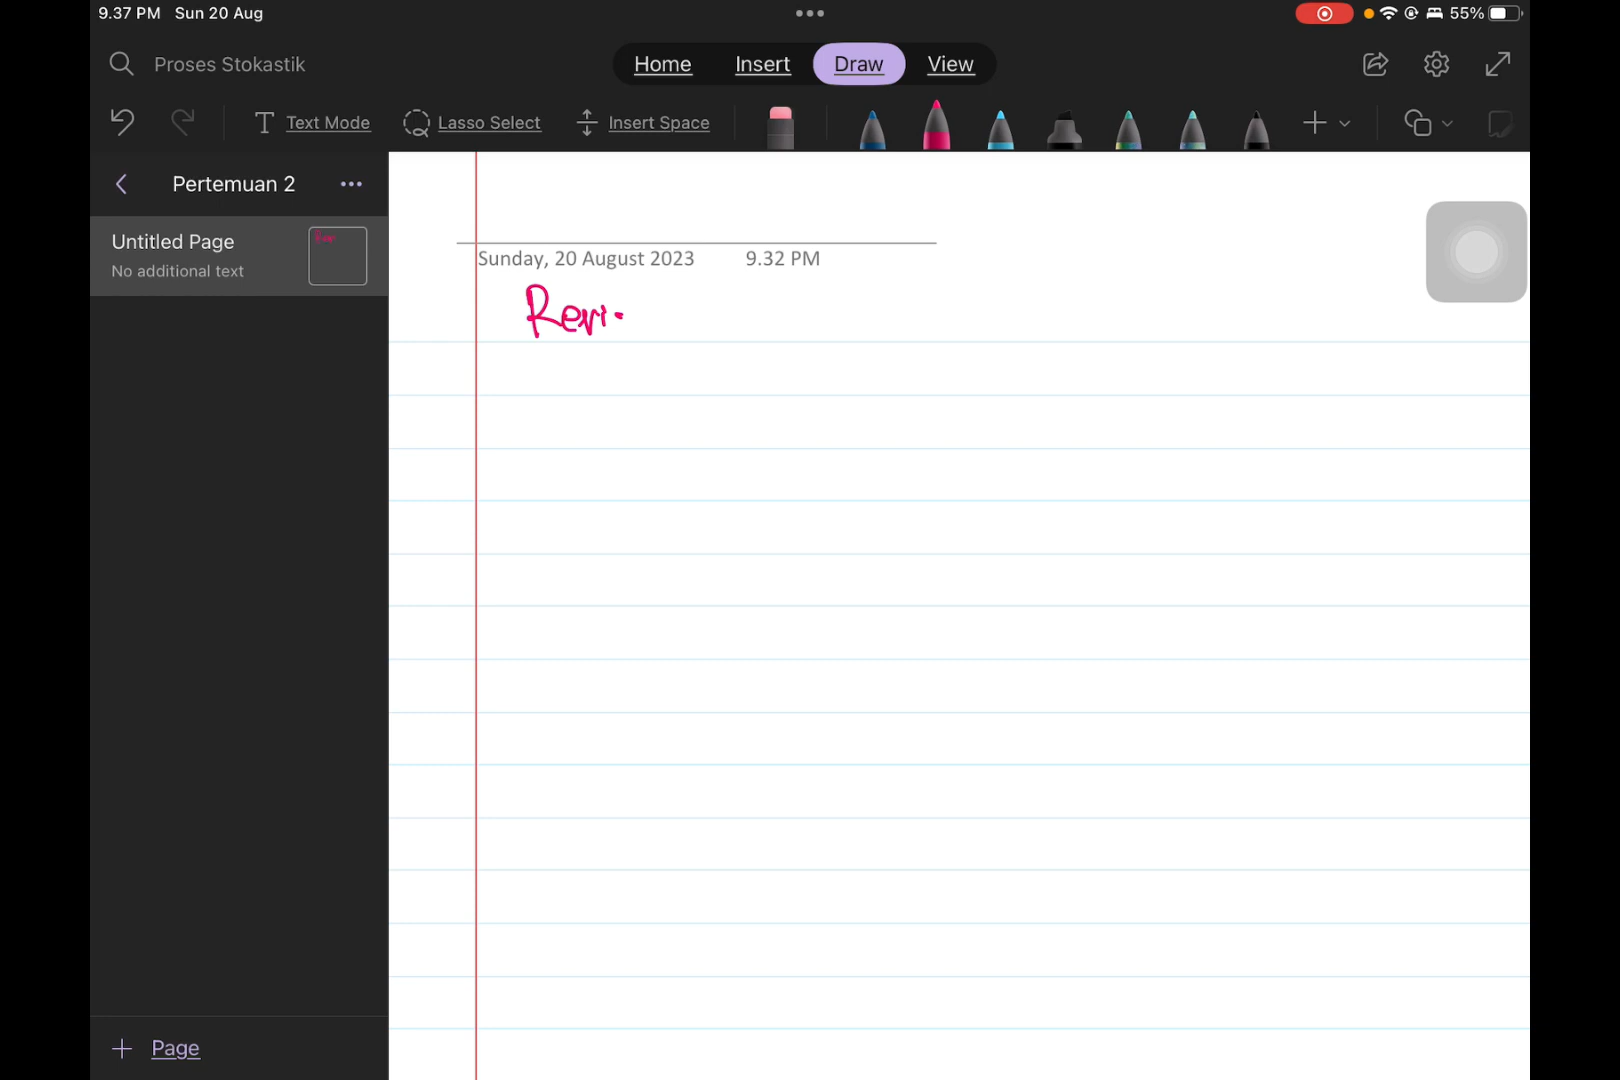 9.37 PM Sun 20 Aug 55%
Proses Stokastik Home Insert Draw View
Text Mode Lasso Select Insert Space
Pertemuan 2
Untitled Page
No additional text
Sunday, 20 August 2023 9.32 PM
Revi
Page